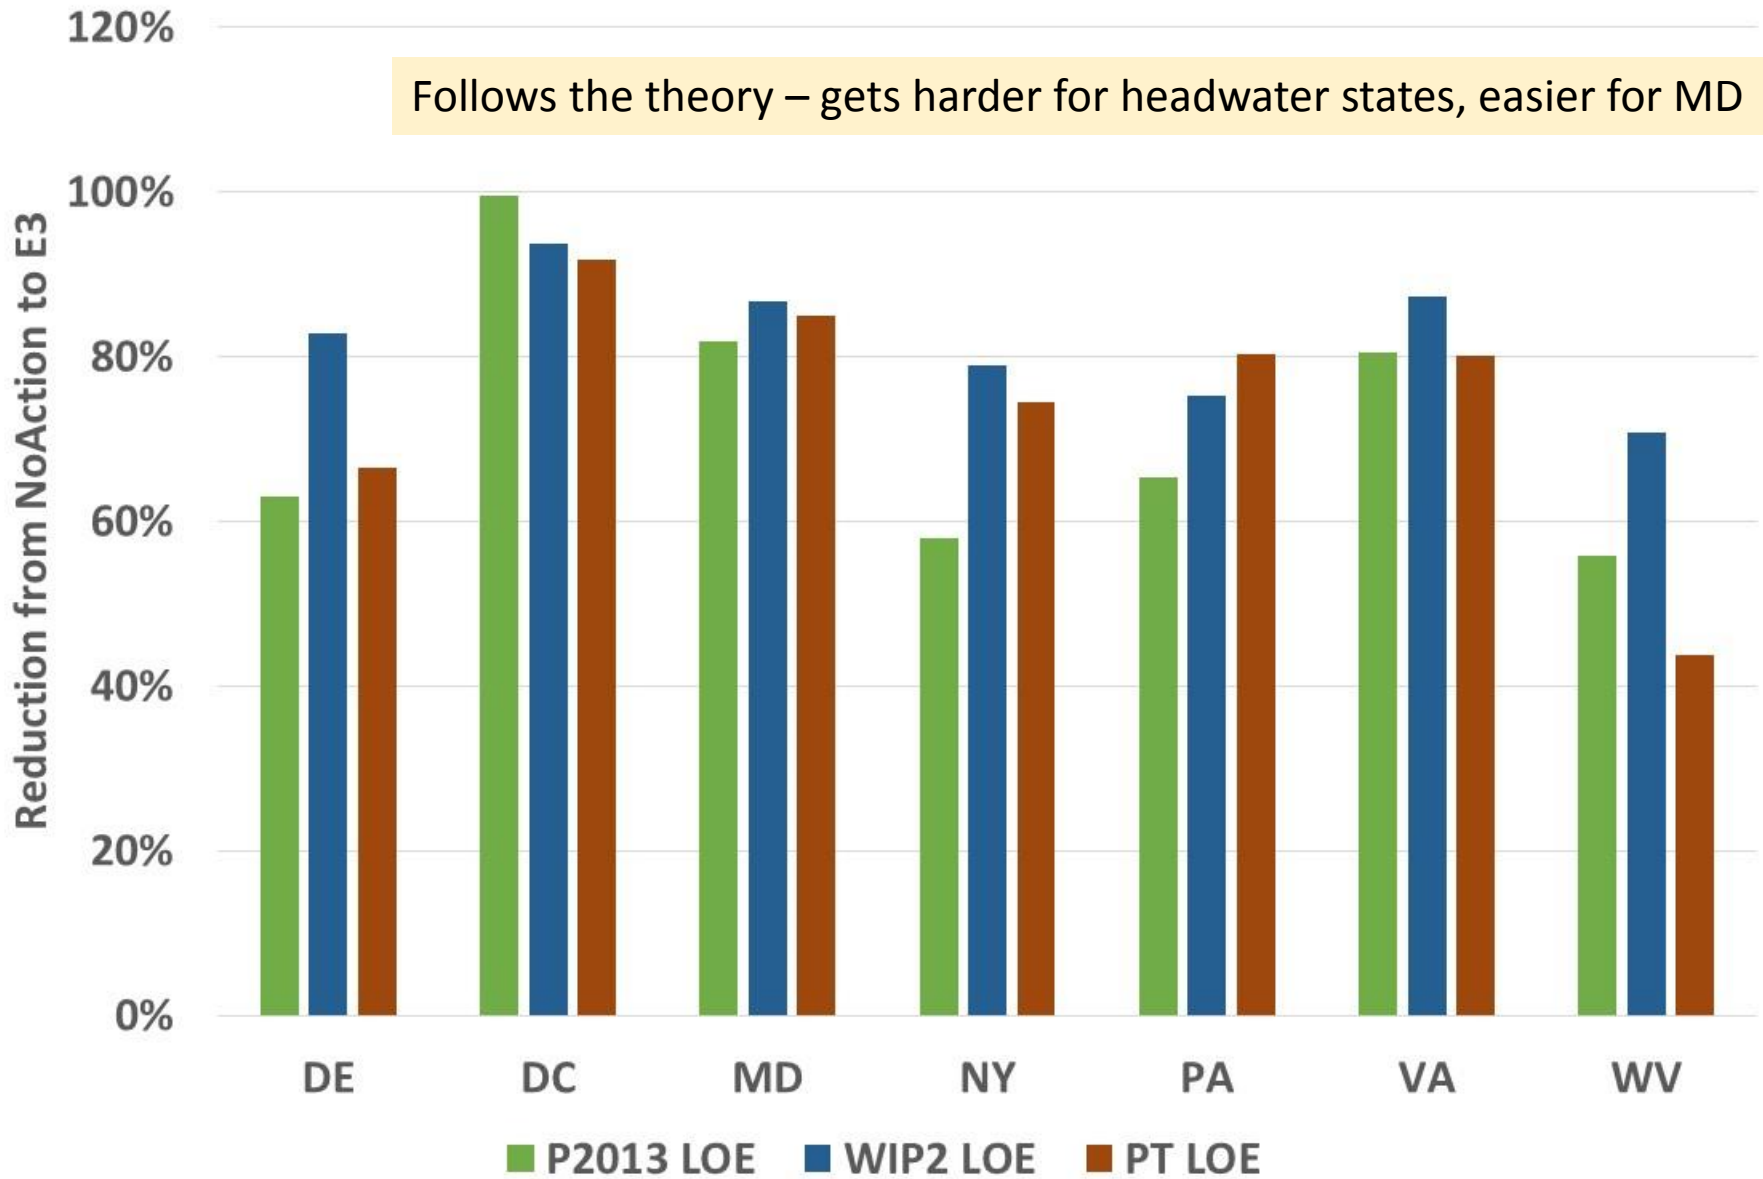 Follows the theory – gets harder for headwater states, easier for MD
Reduction from NoAction to E3
120%
100%
80%
60%
40%
20%
0%
DE DC MD NY PA VA WV
P2013 LOE WIP2 LOE PT LOE